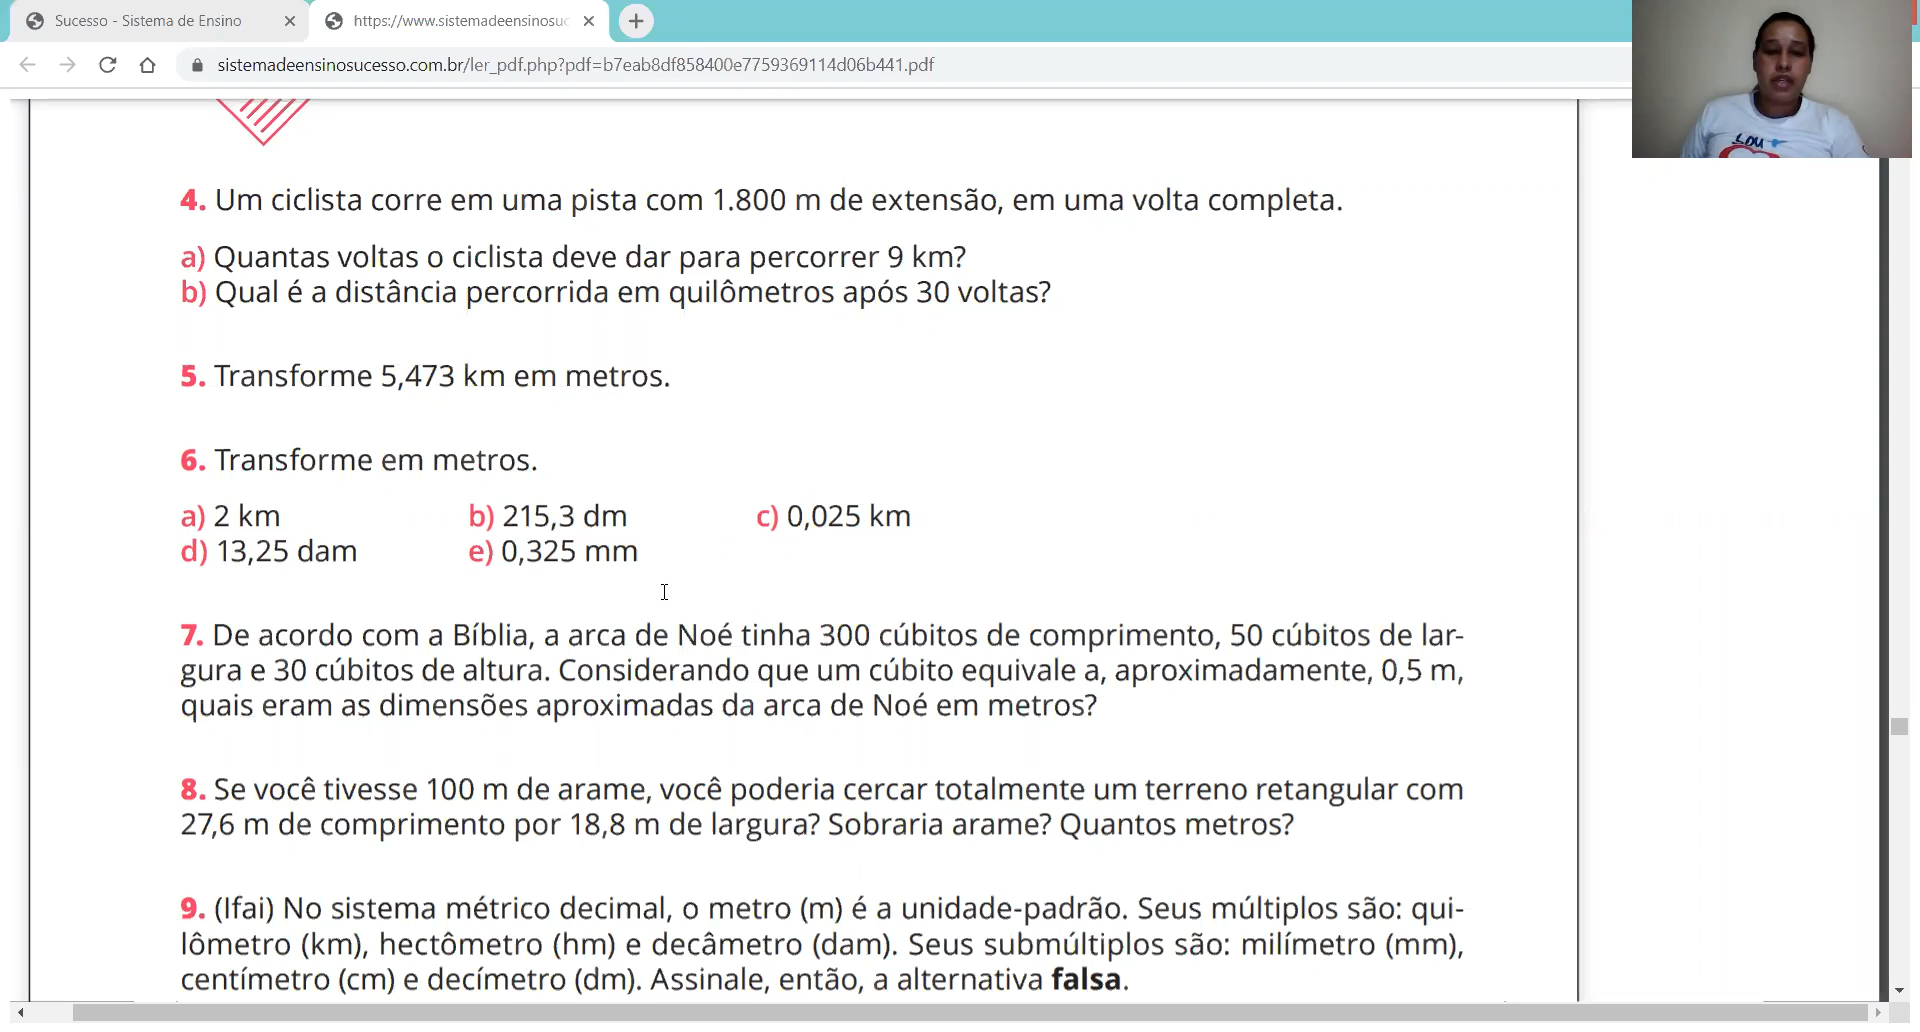 Sucesso - Sistema de Ensino
https://www.sistemadeensinosuc
sistemadeensinosucesso.com.br/ler_pdf.php?pdf=b7eab8df858400e7759369114d06b441.pdf
4. Um ciclista corre em uma pista com 1.800 m de extensão, em uma volta completa.
a) Quantas voltas o ciclista deve dar para percorrer 9 km?
b) Qual é a distância percorrida em quilômetros após 30 voltas?
5. Transforme 5,473 km em metros.
6. Transforme em metros.
a) 2 km b) 215,3 dm c) 0,025 km
d) 13,25 dam e) 0,325 mm
7. De acordo com a Bíblia, a arca de Noé tinha 300 cúbitos de comprimento, 50 cúbitos de lar-
gura e 30 cúbitos de altura. Considerando que um cúbito equivale a, aproximadamente, 0,5 m,
quais eram as dimensões aproximadas da arca de Noé em metros?
8. Se você tivesse 100 m de arame, você poderia cercar totalmente um terreno retangular com
27,6 m de comprimento por 18,8 m de largura? Sobraria arame? Quantos metros?
9. (Ifai) No sistema métrico decimal, o metro (m) é a unidade-padrão. Seus múltiplos são: qui-
lômetro (km), hectômetro (hm) e decâmetro (dam). Seus submúltiplos são: milímetro (mm),
centímetro (cm) e decímetro (dm). Assinale, então, a alternativa falsa.